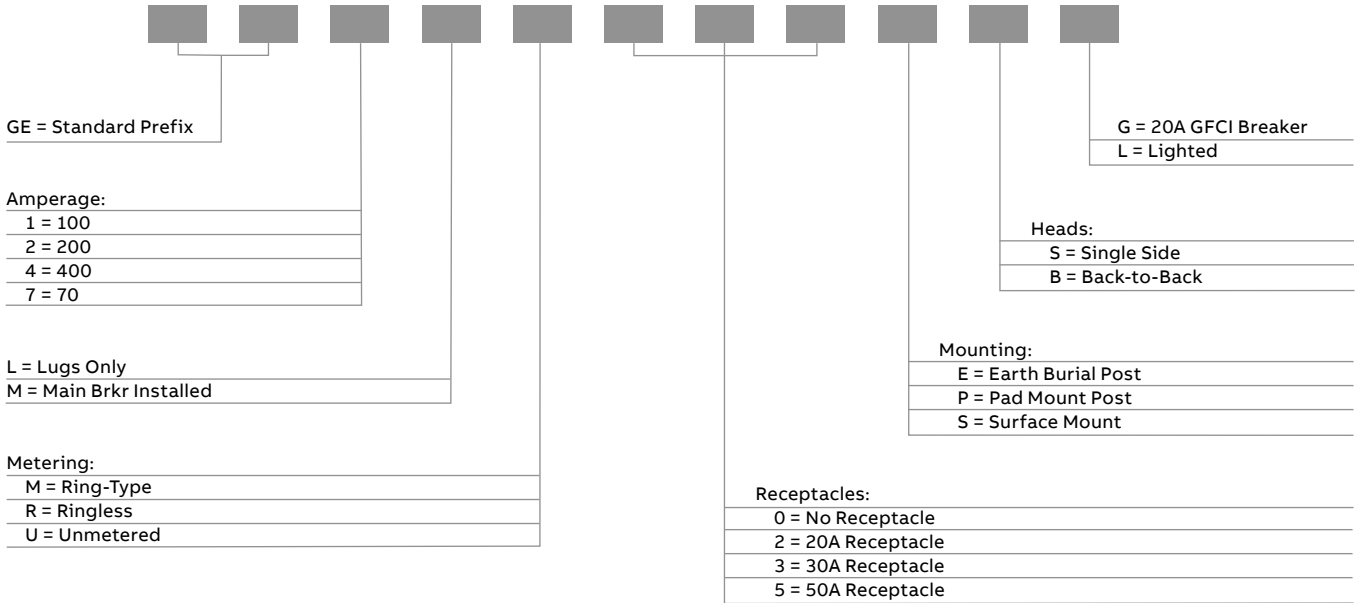 GE = Standard Prefix
Amperage:
1 = 100
2 = 200
4 = 400
7 = 70
L = Lugs Only
M = Main Brkr Installed
Metering:
M = Ring-Type
R = Ringless
U = Unmetered
G = 20A GFCI Breaker
L = Lighted
Heads:
S = Single Side
B = Back-to-Back
Mounting:
E = Earth Burial Post
P = Pad Mount Post
S = Surface Mount
Receptacles:
0 = No Receptacle
2 = 20A Receptacle
3 = 30A Receptacle
5 = 50A Receptacle